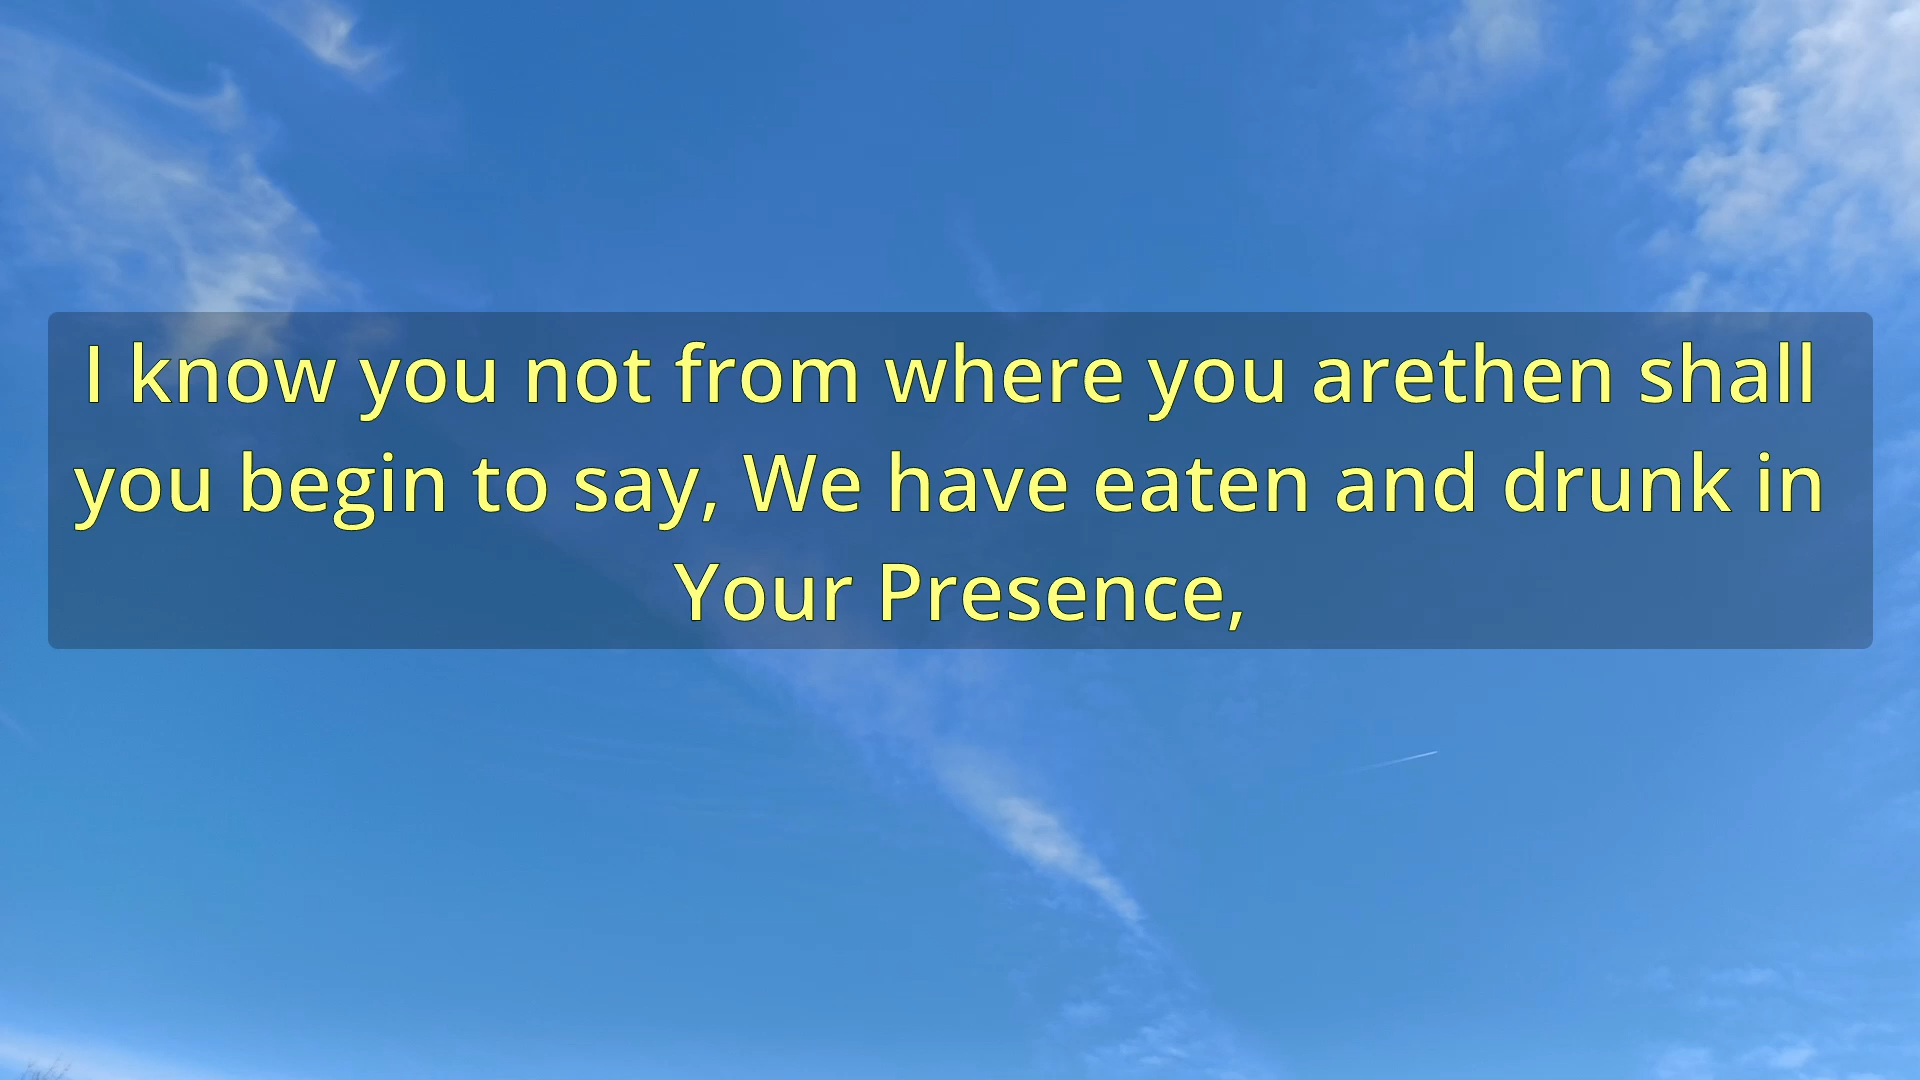 I know you not from where you arethen shall
you begin to say, We have eaten and drunk in
Your Presence,